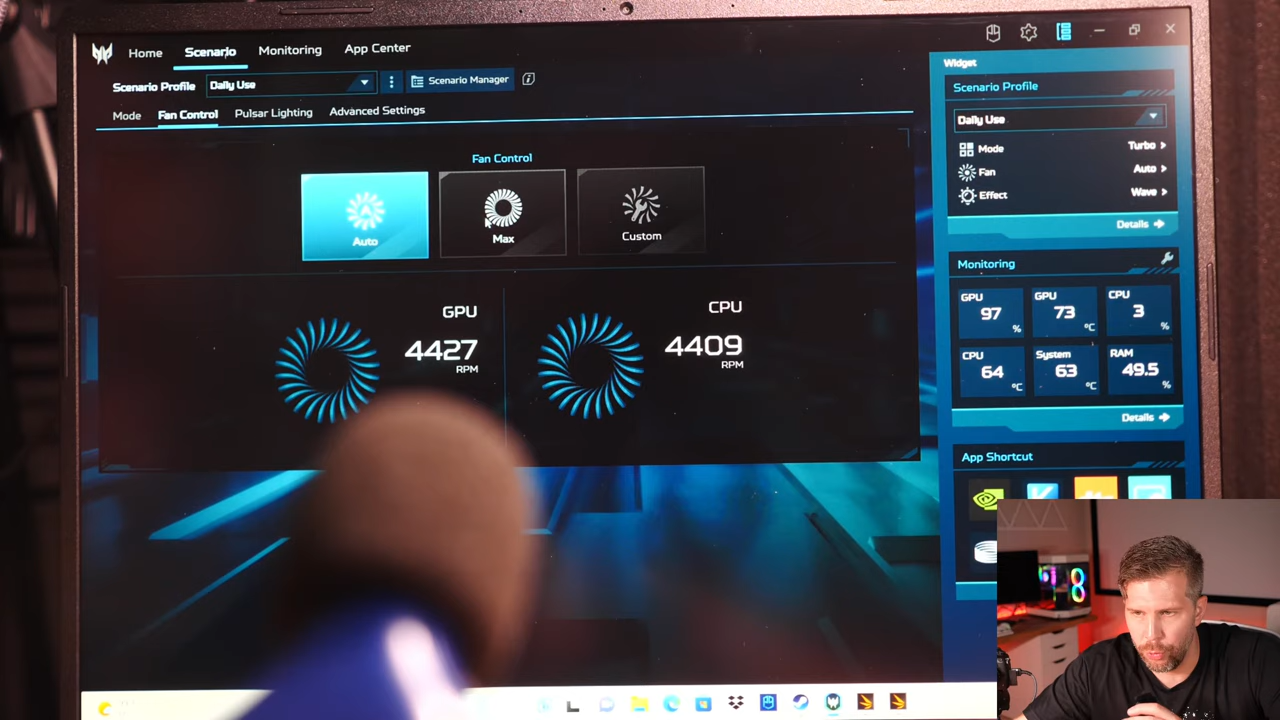 Home Scenario Monitoring App Center
Scenario Profile Daily Use Scenario Manager
Mode Fan Control Pulsar Lighting Advanced Settings
Fan Control
Auto Max Custom
GPU
4427
RPM
CPU
4409
RPM
Widget
Scenario Profile
Daily Use
Mode Turbo
Fan Auto
Effect Wave
Details
Monitoring
GPU 97 %
GPU 73 °C
CPU 3 %
CPU 64 °C
System 63 °C
RAM 49.5 %
Details
App Shortcut